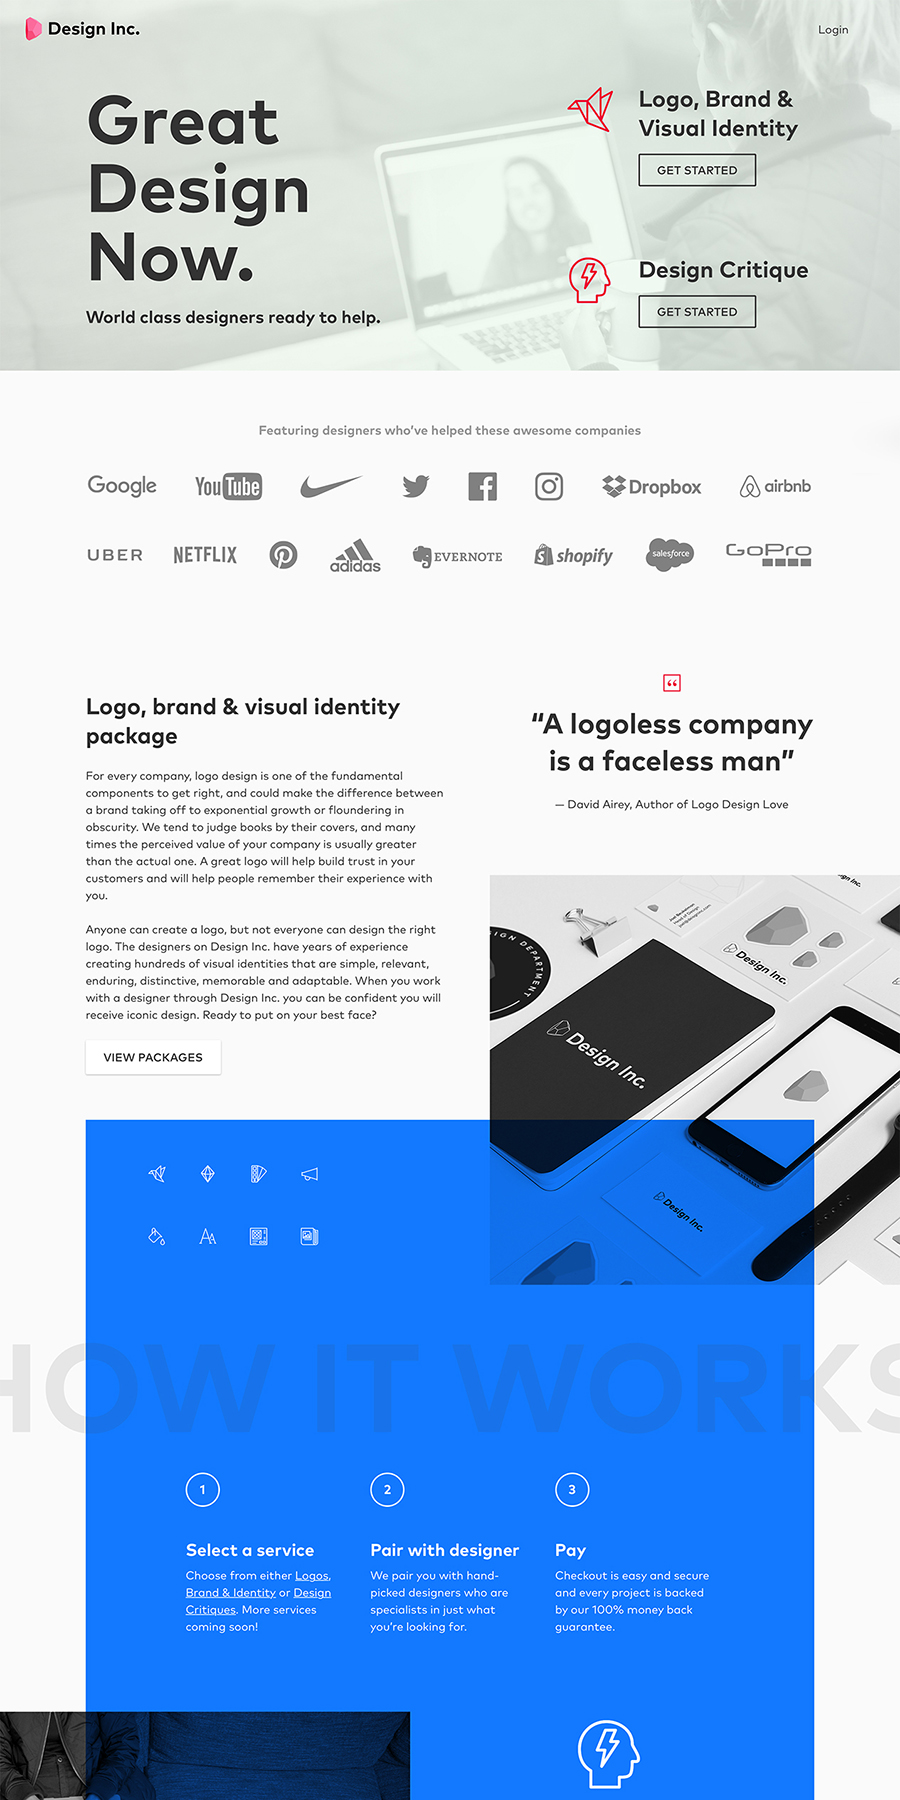 Design Inc.
Login
Great
Design
Now.
World class designers ready to help.
Logo, Brand &
Visual Identity
GET STARTED
Design Critique
GET STARTED
Featuring designers who've helped these awesome companies
Google YouTube Dropbox airbnb
UBER NETFLIX adidas EVERNOTE shopify salesforce GoPro
Logo, brand & visual identity
package
For every company, logo design is one of the fundamental
components to get right, and could make the difference between
a brand taking off to exponential growth or floundering in
obscurity. We tend to judge books by their covers, and many
times the perceived value of your company is usually greater
than the actual one. A great logo will help build trust in your
customers and will help people remember their experience with
you.
Anyone can create a logo, but not everyone can design the right
logo. The designers on Design Inc. have years of experience
creating hundreds of visual identities that are simple, relevant,
enduring, distinctive, memorable and adaptable. When you work
with a designer through Design Inc. you can be confident you will
receive iconic design. Ready to put on your best face?
VIEW PACKAGES
“A logoless company
is a faceless man”
— David Airey, Author of Logo Design Love
DEPARTMENT
Design Inc.
Design Inc.
Design Inc.
HOW IT WORKS
1
Select a service
Choose from either Logos,
Brand & Identity or Design
Critiques. More services
coming soon!
2
Pair with designer
We pair you with hand-
picked designers who are
specialists in just what
you’re looking for.
3
Pay
Checkout is easy and secure
and every project is backed
by our 100% money back
guarantee.